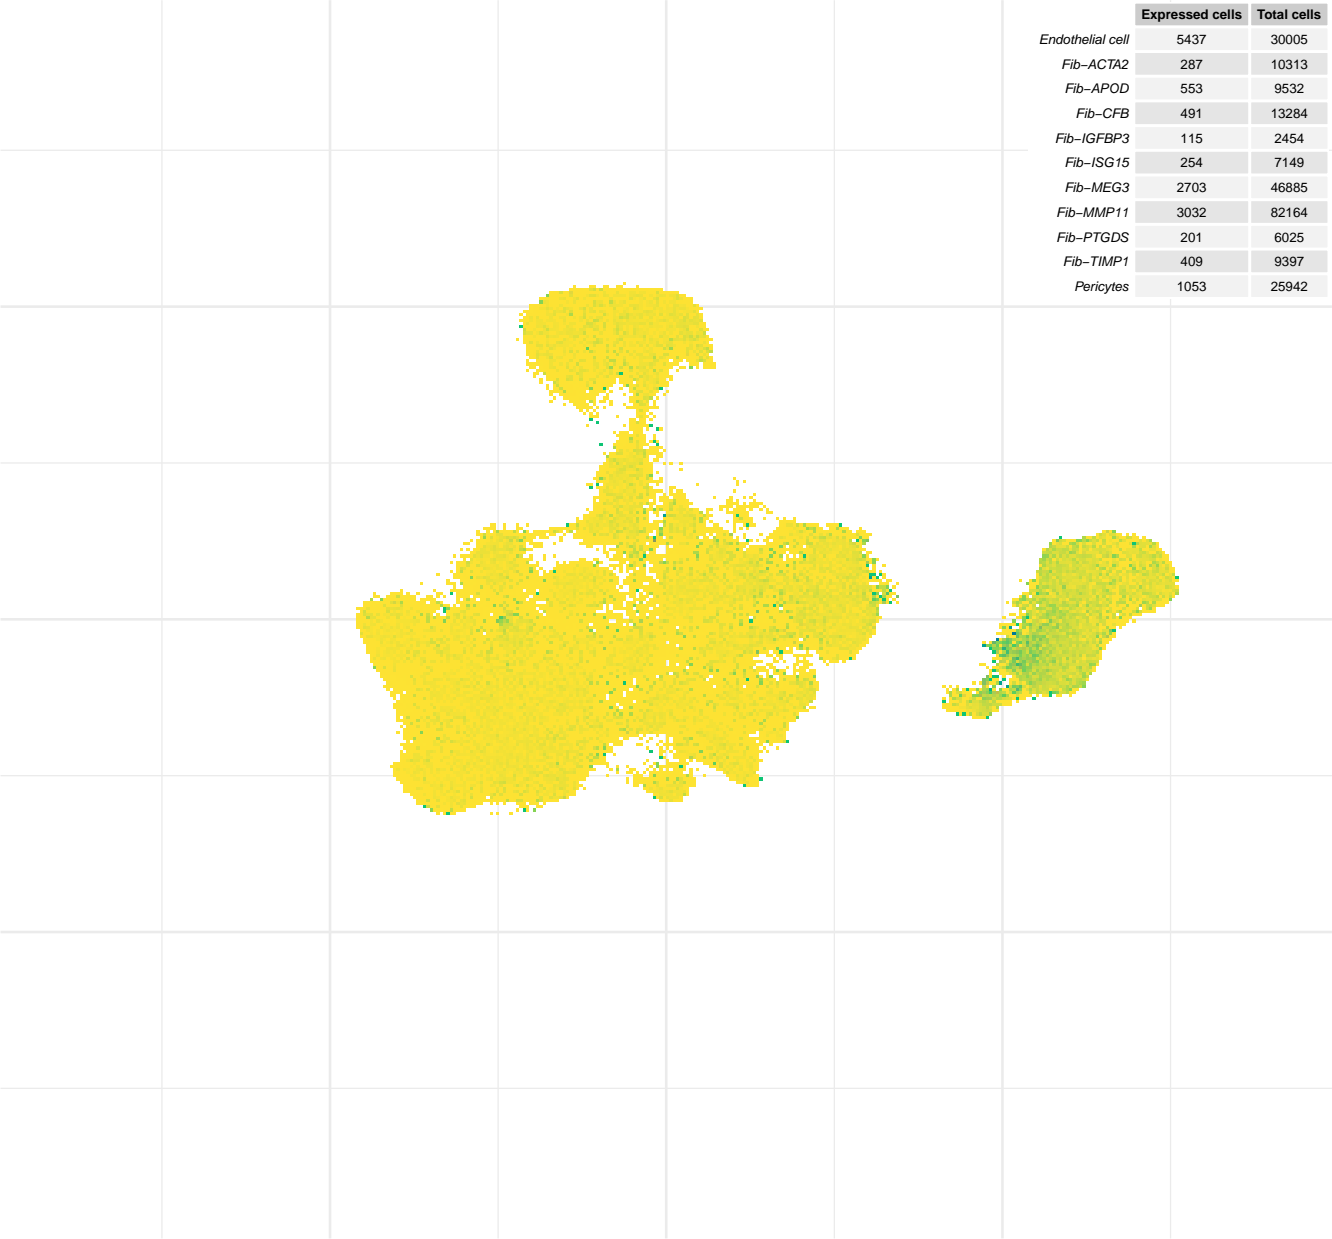 Expressed cells Total cells
Endothelial cell 5437 30005
Fib−ACTA2 287 10313
Fib−APOD 553 9532
Fib−CFB 491 13284
Fib−IGFBP3 115 2454
Fib−ISG15 254 7149
Fib−MEG3 2703 46885
Fib−MMP11 3032 82164
Fib−PTGDS 201 6025
Fib−TIMP1 409 9397
Pericytes 1053 25942